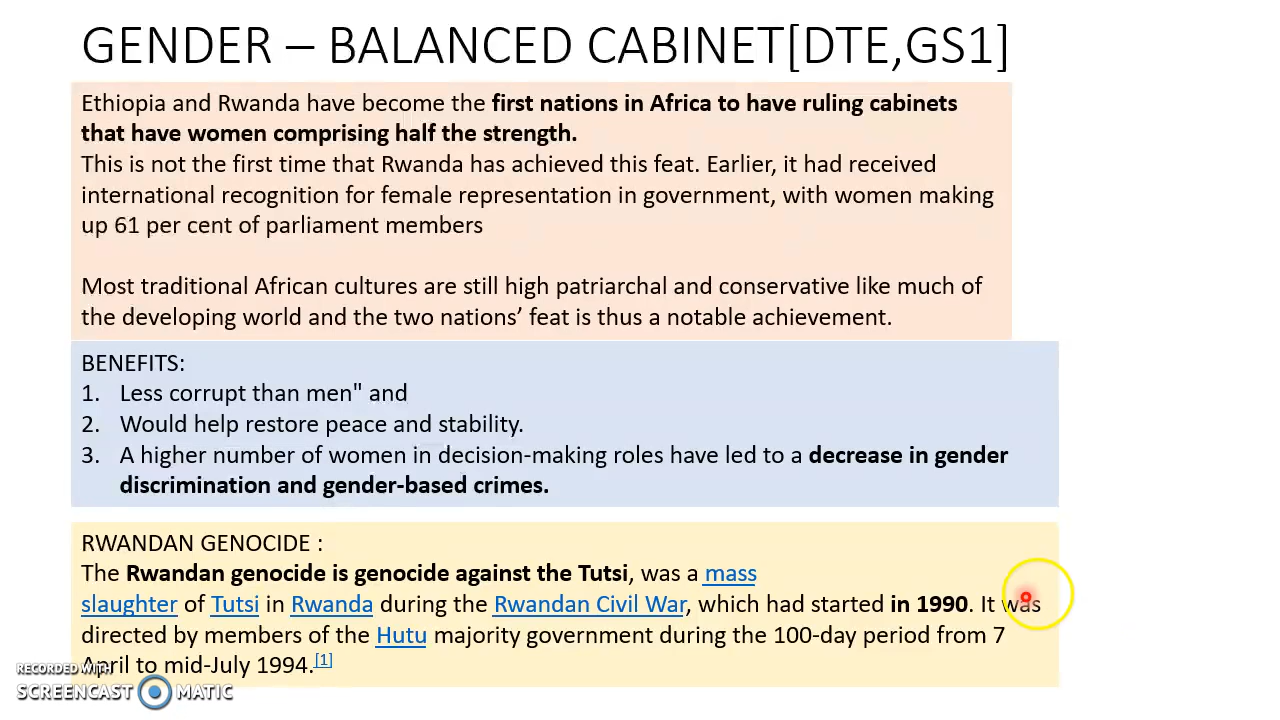 GENDER – BALANCED CABINET[DTE,GS1]
Ethiopia and Rwanda have become the first nations in Africa to have ruling cabinets
that have women comprising half the strength.
This is not the first time that Rwanda has achieved this feat. Earlier, it had received
international recognition for female representation in government, with women making
up 61 per cent of parliament members
Most traditional African cultures are still high patriarchal and conservative like much of
the developing world and the two nations’ feat is thus a notable achievement.
BENEFITS:
1. Less corrupt than men" and
2. Would help restore peace and stability.
3. A higher number of women in decision-making roles have led to a decrease in gender
discrimination and gender-based crimes.
RWANDAN GENOCIDE :
The Rwandan genocide is genocide against the Tutsi, was a mass
slaughter of Tutsi in Rwanda during the Rwandan Civil War, which had started in 1990. It was
directed by members of the Hutu majority government during the 100-day period from 7
April to mid-July 1994.[1]
RECORDED WITH
SCREENCAST MATIC